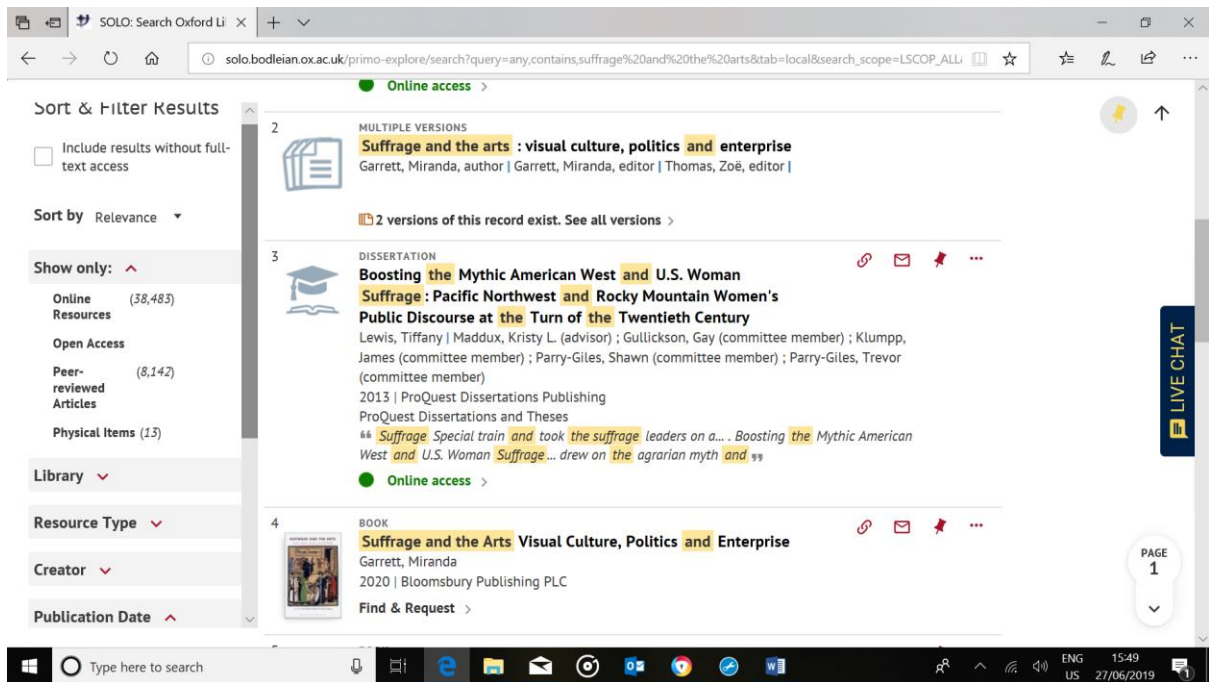 SOLO: Search Oxford Li
solo.bodleian.ox.ac.uk/primo-explore/search?query=any,contains,suffrage%20and%20the%20arts&tab=local&search_scope=LSCOP_ALL
Sort & Filter Results
Include results without full-
text access
Sort by Relevance
Show only:
Online Resources (38,483)
Open Access
Peer-reviewed Articles (8,142)
Physical Items (13)
Library
Resource Type
Creator
Publication Date
Online access
2
MULTIPLE VERSIONS
Suffrage and the arts : visual culture, politics and enterprise
Garrett, Miranda, author | Garrett, Miranda, editor | Thomas, Zoë, editor |
2 versions of this record exist. See all versions
3
DISSERTATION
Boosting the Mythic American West and U.S. Woman
Suffrage : Pacific Northwest and Rocky Mountain Women's
Public Discourse at the Turn of the Twentieth Century
Lewis, Tiffany | Maddux, Kristy L. (advisor) ; Gullickson, Gay (committee member) ; Klumpp,
James (committee member) ; Parry-Giles, Shawn (committee member) ; Parry-Giles, Trevor
(committee member)
2013 | ProQuest Dissertations Publishing
ProQuest Dissertations and Theses
“ Suffrage Special train and took the suffrage leaders on a... . Boosting the Mythic American
West and U.S. Woman Suffrage ... drew on the agrarian myth and ”
Online access
4
BOOK
Suffrage and the Arts Visual Culture, Politics and Enterprise
Garrett, Miranda
2020 | Bloomsbury Publishing PLC
Find & Request
LIVE CHAT
PAGE
1
Type here to search
ENG
US
15:49
27/06/2019